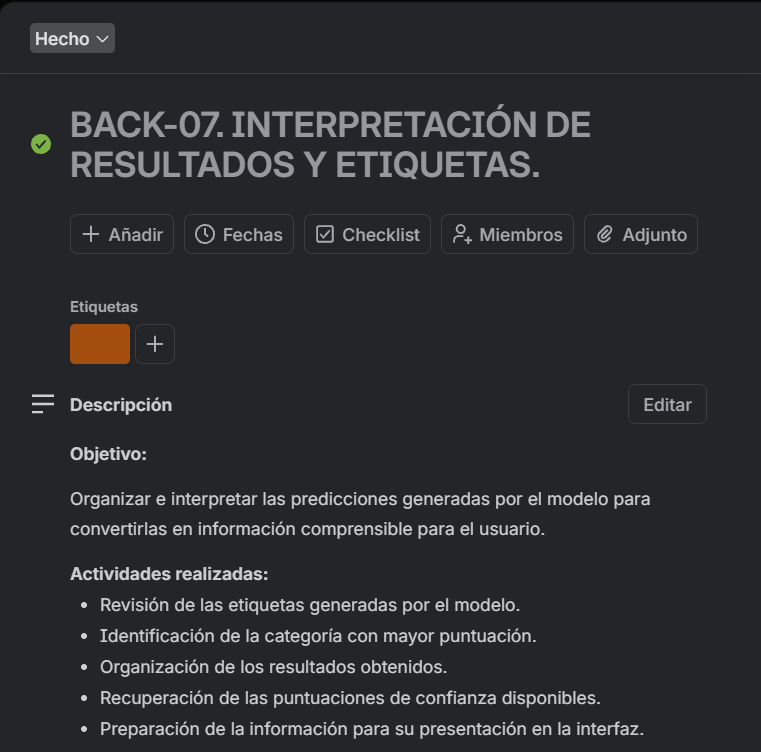 Hecho
BACK-07. INTERPRETACIÓN DE
RESULTADOS Y ETIQUETAS.
Añadir
Fechas
Checklist
Miembros
Adjunto
Etiquetas
Descripción
Editar
Objetivo:
Organizar e interpretar las predicciones generadas por el modelo para
convertirlas en información comprensible para el usuario.
Actividades realizadas:
• Revisión de las etiquetas generadas por el modelo.
• Identificación de la categoría con mayor puntuación.
• Organización de los resultados obtenidos.
• Recuperación de las puntuaciones de confianza disponibles.
• Preparación de la información para su presentación en la interfaz.